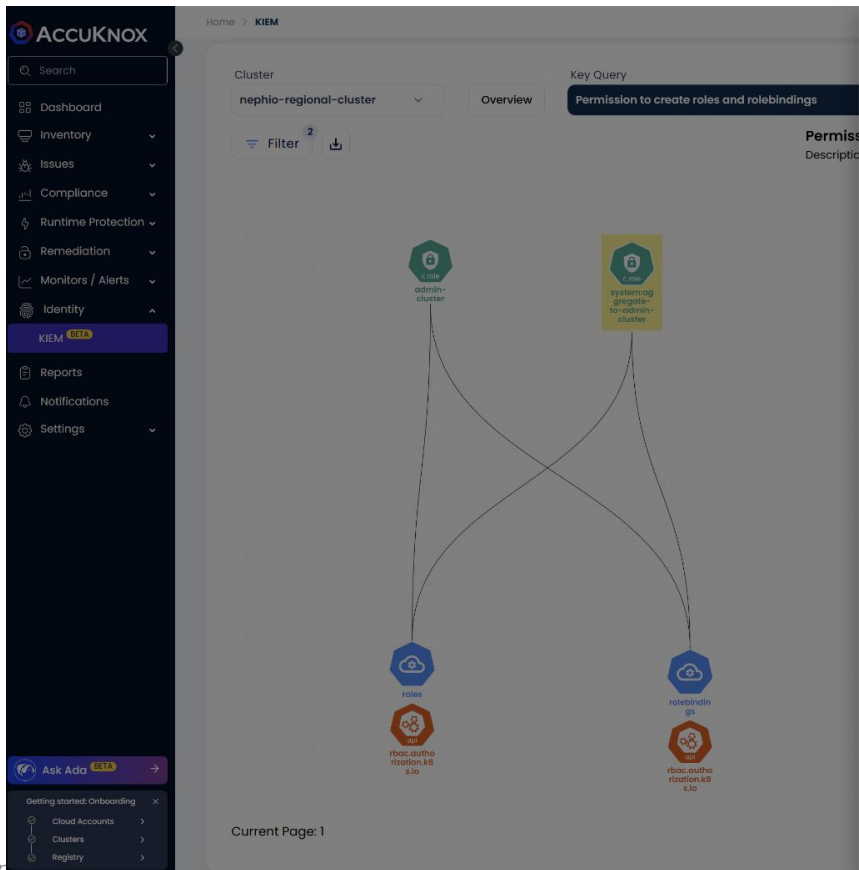 ACCUKNOX
Search
Dashboard
Inventory
Issues
Compliance
Runtime Protection
Remediation
Monitors / Alerts
Identity
KIEM BETA
Reports
Notifications
Settings
Ask Ada BETA
Getting started: Onboarding
Cloud Accounts
Clusters
Registry
Home > KIEM
Cluster
nephio-regional-cluster
Overview
Key Query
Permission to create roles and rolebindings
Filter 2
Permiss
Descriptio
c.role
admin-
cluster
c.role
system:ag
gregate-
to-admin-
cluster
roles
api
rbac.autho
rization.k8
s.io
rolebindin
gs
api
rbac.autho
rization.k8
s.io
Current Page: 1